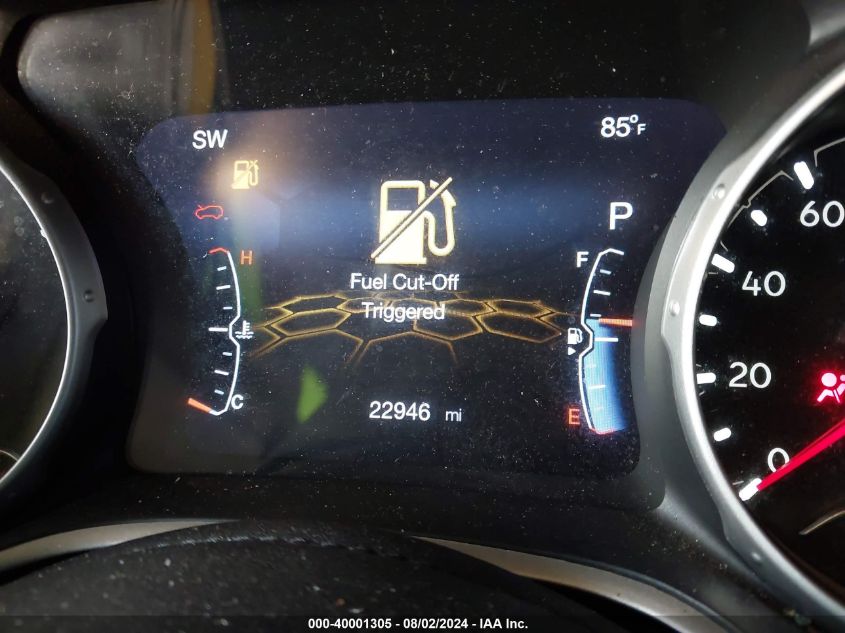 SW
85°F
P
H
F
Fuel Cut-Off
Triggered
C
E
22946 mi
60
40
20
0
000-40001305 - 08/02/2024 - IAA Inc.